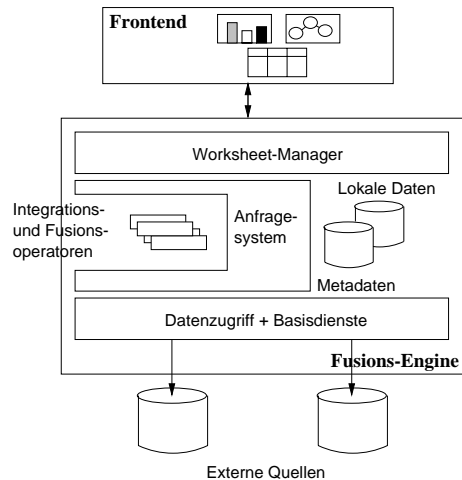 Frontend
Worksheet-Manager
Lokale Daten
Integrations-
und Fusions-
operatoren
Anfrage-
system
Metadaten
Datenzugriff + Basisdienste
Fusions-Engine
Externe Quellen